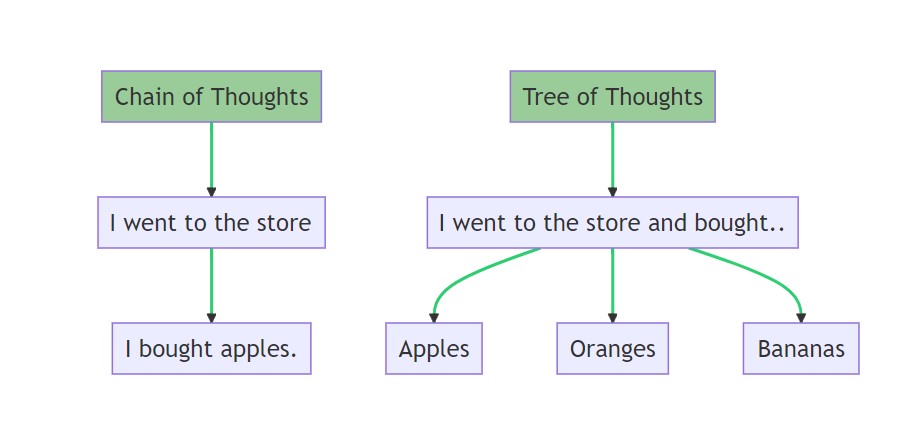 Chain of Thoughts
Tree of Thoughts
I went to the store
I went to the store and bought..
I bought apples.
Apples
Oranges
Bananas